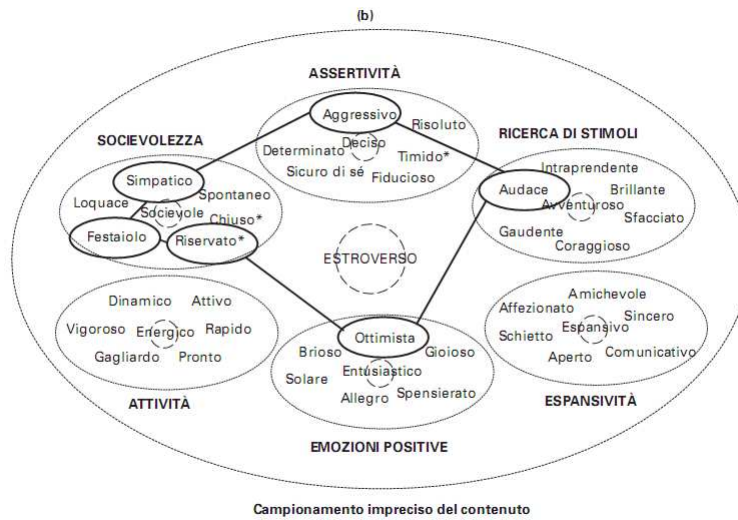 (b)
ASSERTIVITÀ
Aggressivo
Risoluto
Deciso
Determinato
Timido*
Sicuro di sé
Fiducioso
SOCIEVOLEZZA
Simpatico
Loquace
Spontaneo
Socievole
Chiuso*
Festaiolo
Riservato*
RICERCA DI STIMOLI
Intraprendente
Audace
Brillante
Avventuroso
Sfacciato
Gaudente
Coraggioso
ESTROVERSO
Dinamico
Attivo
Vigoroso
Energico
Rapido
Gagliardo
Pronto
ATTIVITÀ
Ottimista
Brioso
Gioioso
Entusiastico
Solare
Spensierato
Allegro
EMOZIONI POSITIVE
Amichevole
Affezionato
Sincero
Espansivo
Schietto
Comunicativo
Aperto
ESPANSIVITÀ
Campionamento impreciso del contenuto